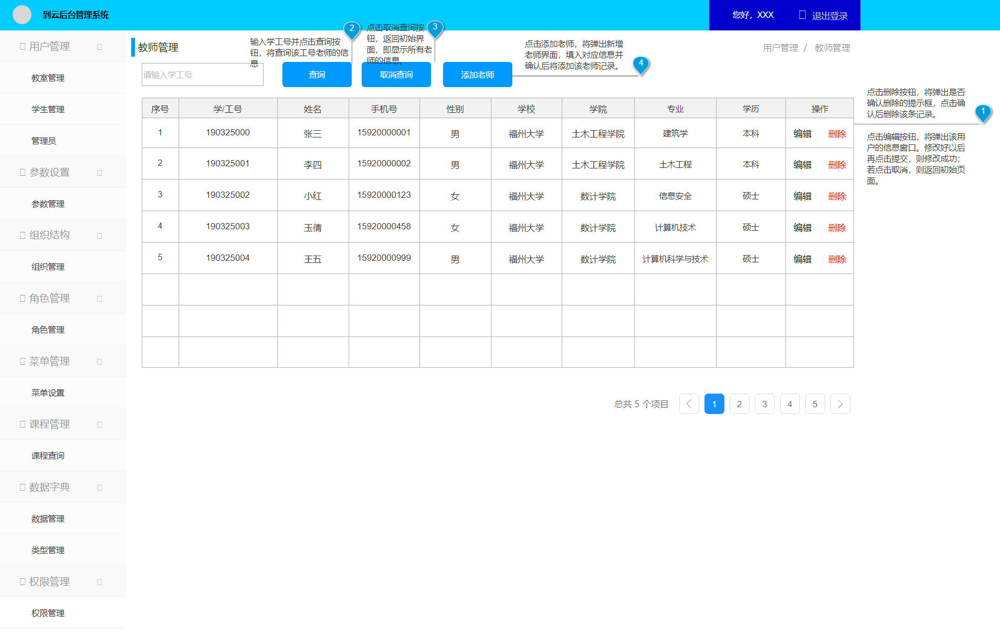 到云后台管理系统
您好，XXX
退出登录
用户管理
教室管理
学生管理
管理员
参数设置
参数管理
组织结构
组织管理
角色管理
角色管理
菜单管理
菜单设置
课程管理
课程查询
数据字典
数据管理
类型管理
权限管理
权限管理
教师管理
用户管理 / 教师管理
输入学工号并点击查询按
钮，将查询该工号老师的信
息
2
点击取消查询按
钮，返回初始界
面，即显示所有老
师的信息。
3
点击添加老师，将弹出新增
老师界面，填入对应信息并
确认后将添加该老师记录。
4
请输入学工号
查询
取消查询
添加老师
点击删除按钮，将弹出是否
确认删除的提示框，点击确
认后删除该条记录。
1
点击编辑按钮，将弹出该用
户的信息窗口。修改好以后
再点击提交，则修改成功；
若点击取消，则返回初始页
面。
序号 学/工号 姓名 手机号 性别 学校 学院 专业 学历 操作
1 190325000 张三 15920000001 男 福州大学 土木工程学院 建筑学 本科 编辑 删除
2 190325001 李四 15920000002 男 福州大学 土木工程学院 土木工程 本科 编辑 删除
3 190325002 小红 15920000123 女 福州大学 数计学院 信息安全 硕士 编辑 删除
4 190325003 玉倩 15920000458 女 福州大学 数计学院 计算机技术 硕士 编辑 删除
5 190325004 王五 15920000999 男 福州大学 数计学院 计算机科学与技术 硕士 编辑 删除
总共 5 个项目 1 2 3 4 5